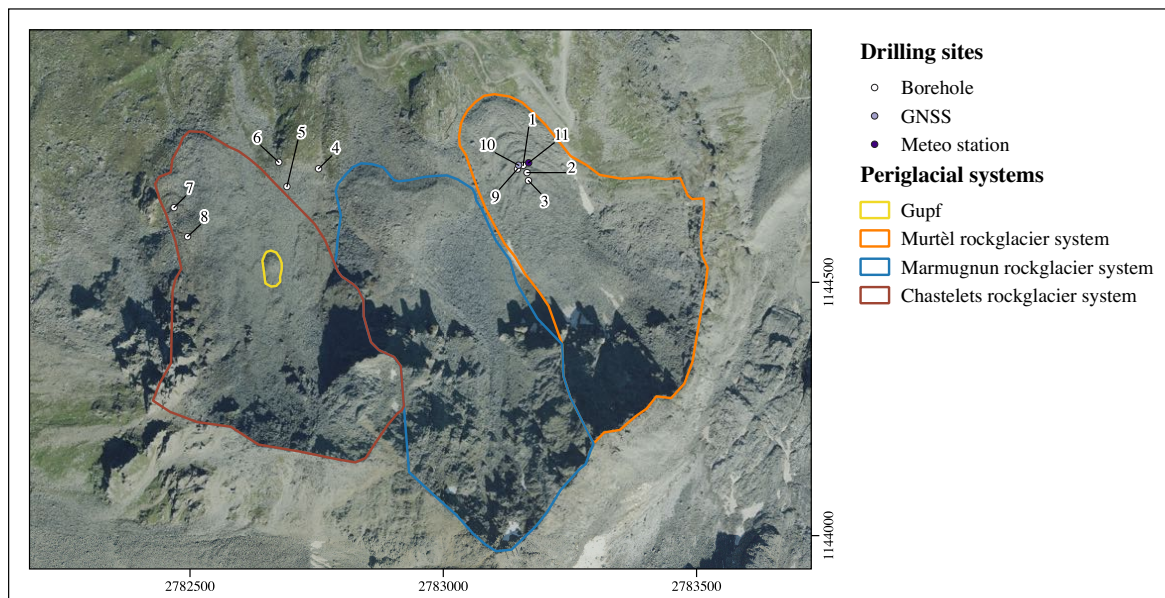 Drilling sites
Borehole
GNSS
Meteo station
Periglacial systems
Gupf
Murtèl rockglacier system
Marmugnun rockglacier system
Chastelets rockglacier system
1
11
10
6
5
4
2
9
3
7
8
1144500
1144000
2782500
2783000
2783500